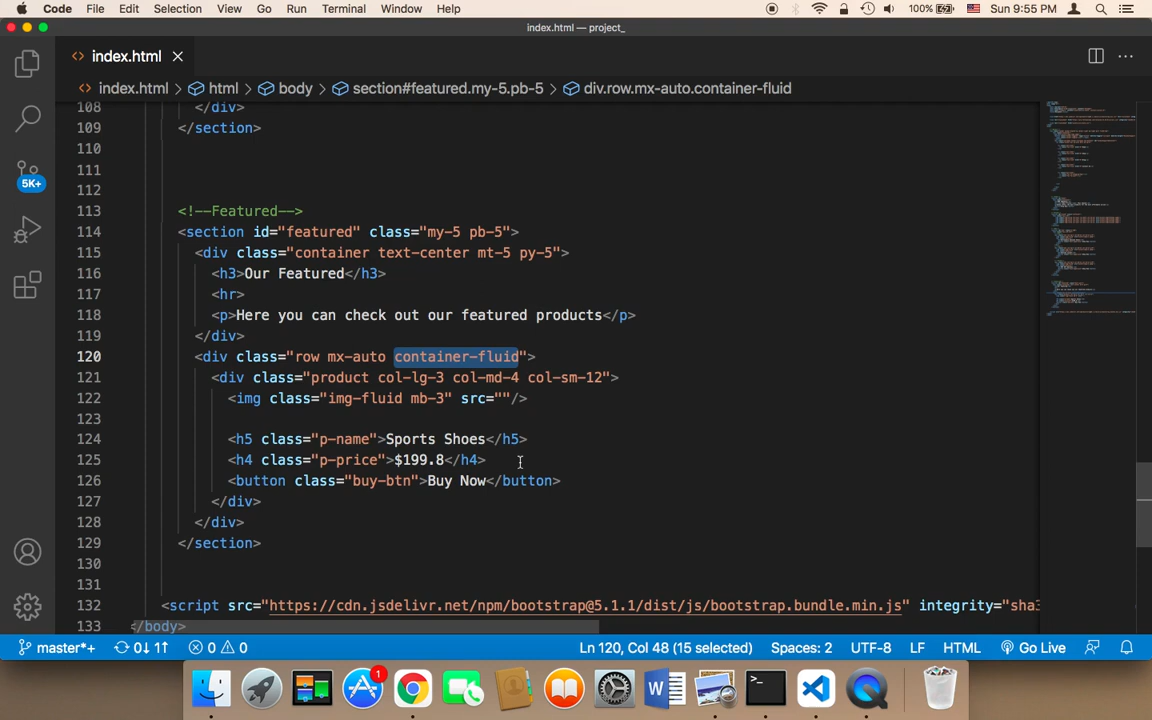 Code File Edit Selection View Go Run Terminal Window Help 100% Sun 9:55 PM
index.html — project_
index.html
index.html > html > body > section#featured.my-5.pb-5 > div.row.mx-auto.container-fluid
108 </div>
109 </section>
110
111
112
113 <!--Featured-->
114 <section id="featured" class="my-5 pb-5">
115 <div class="container text-center mt-5 py-5">
116 <h3>Our Featured</h3>
117 <hr>
118 <p>Here you can check out our featured products</p>
119 </div>
120 <div class="row mx-auto container-fluid">
121 <div class="product col-lg-3 col-md-4 col-sm-12">
122 <img class="img-fluid mb-3" src=""/>
123
124 <h5 class="p-name">Sports Shoes</h5>
125 <h4 class="p-price">$199.8</h4>
126 <button class="buy-btn">Buy Now</button>
127 </div>
128 </div>
129 </section>
130
131
132 <script src="https://cdn.jsdelivr.net/npm/bootstrap@5.1.1/dist/js/bootstrap.bundle.min.js" integrity="sha3
133 </body>
5K+
master*+ 0↓ 1↑ 0 0 Ln 120, Col 48 (15 selected) Spaces: 2 UTF-8 LF HTML Go Live
1